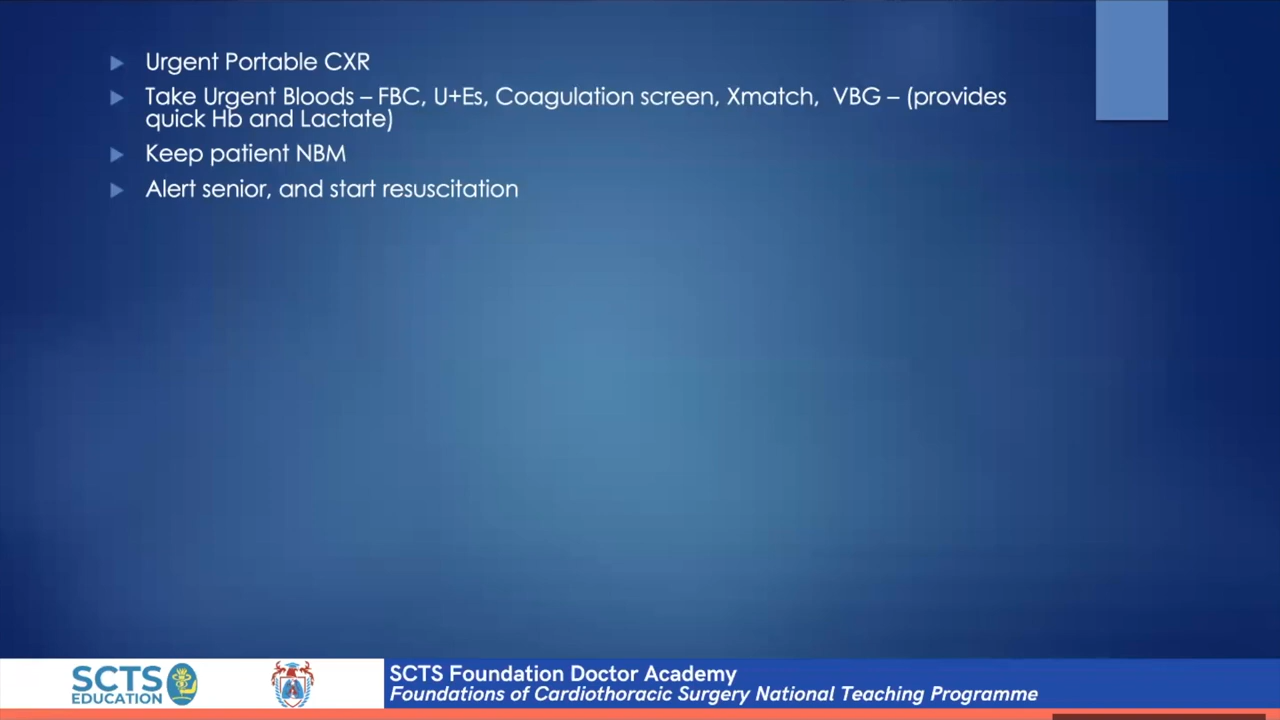 Urgent Portable CXR
Take Urgent Bloods – FBC, U+Es, Coagulation screen, Xmatch, VBG – (provides
quick Hb and Lactate)
Keep patient NBM
Alert senior, and start resuscitation
SCTS
EDUCATION
SCTS Foundation Doctor Academy
Foundations of Cardiothoracic Surgery National Teaching Programme